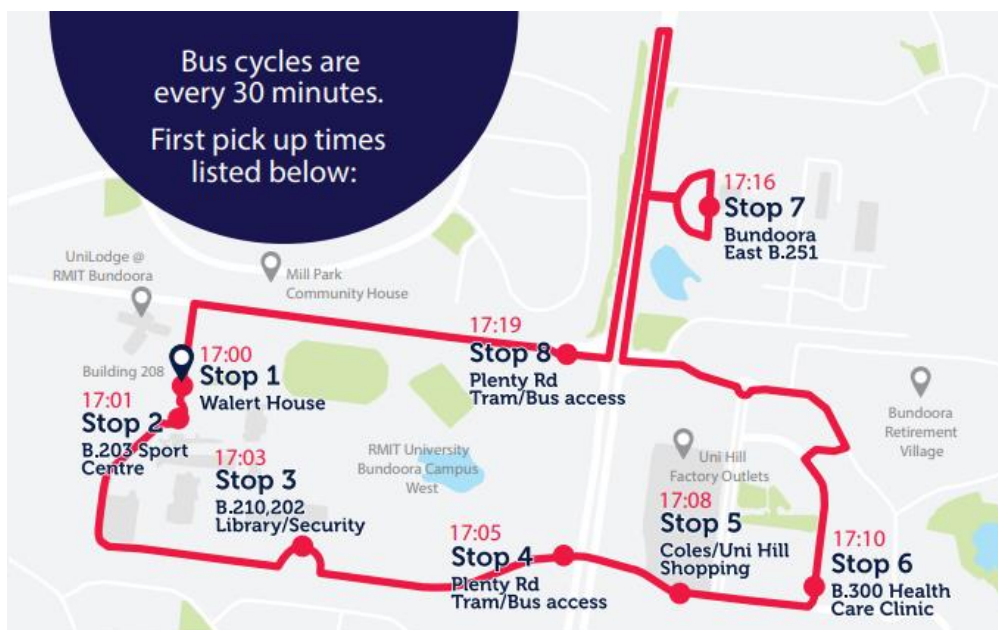 Bus cycles are
every 30 minutes.
First pick up times
listed below:
17:16
Stop 7
Bundoora
East B.251
UniLodge @
RMIT Bundoora
Mill Park
Community House
17:19
Stop 8
Plenty Rd
Tram/Bus access
Building 208
17:00
Stop 1
Walert House
17:01
Stop 2
B.203 Sport
Centre
17:03
Stop 3
B.210,202
Library/Security
RMIT University
Bundoora Campus
West
Uni Hill
Factory Outlets
Bundoora
Retirement
Village
17:05
Stop 4
Plenty Rd
Tram/Bus access
17:08
Stop 5
Coles/Uni Hill
Shopping
17:10
Stop 6
B.300 Health
Care Clinic